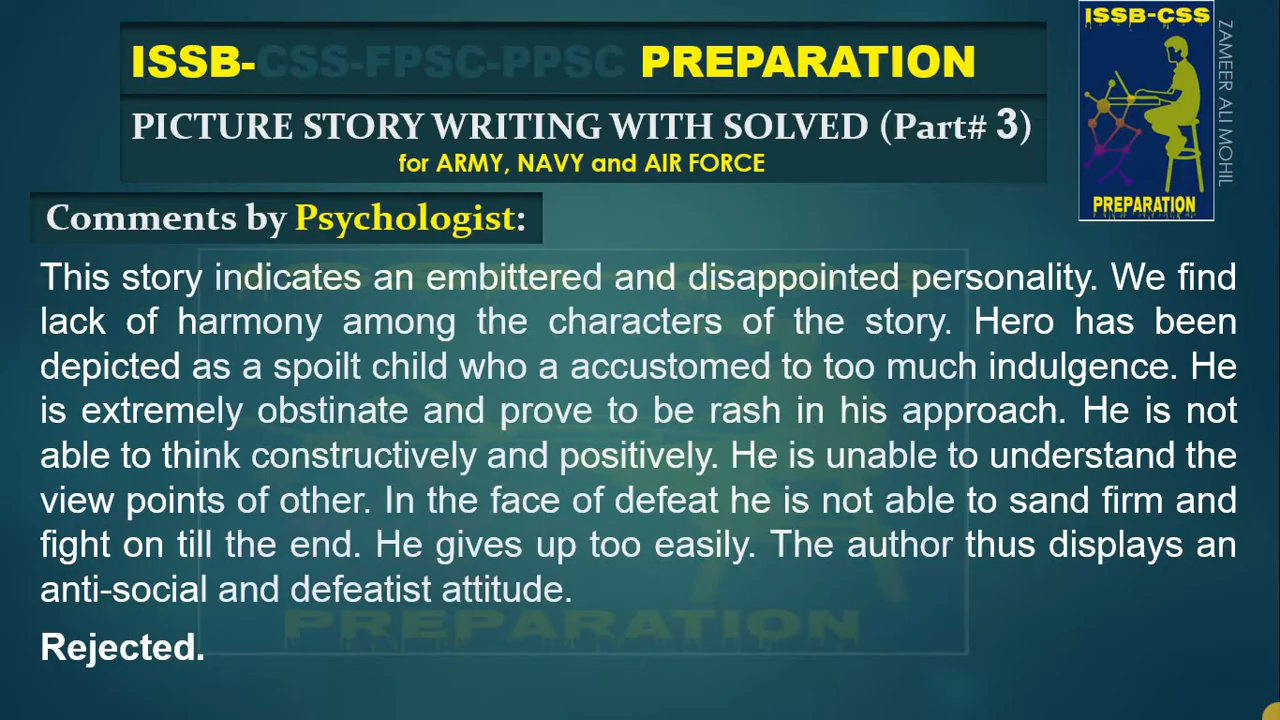 ISSB-CSS-FPSC-PPSC PREPARATION
PICTURE STORY WRITING WITH SOLVED (Part# 3)
for ARMY, NAVY and AIR FORCE
ISSB-CSS
PREPARATION
ZAMEER ALI MOHIL
Comments by Psychologist:
This story indicates an embittered and disappointed personality. We find
lack of harmony among the characters of the story. Hero has been
depicted as a spoilt child who a accustomed to too much indulgence. He
is extremely obstinate and prove to be rash in his approach. He is not
able to think constructively and positively. He is unable to understand the
view points of other. In the face of defeat he is not able to sand firm and
fight on till the end. He gives up too easily. The author thus displays an
anti-social and defeatist attitude.
PREPARATION
Rejected.